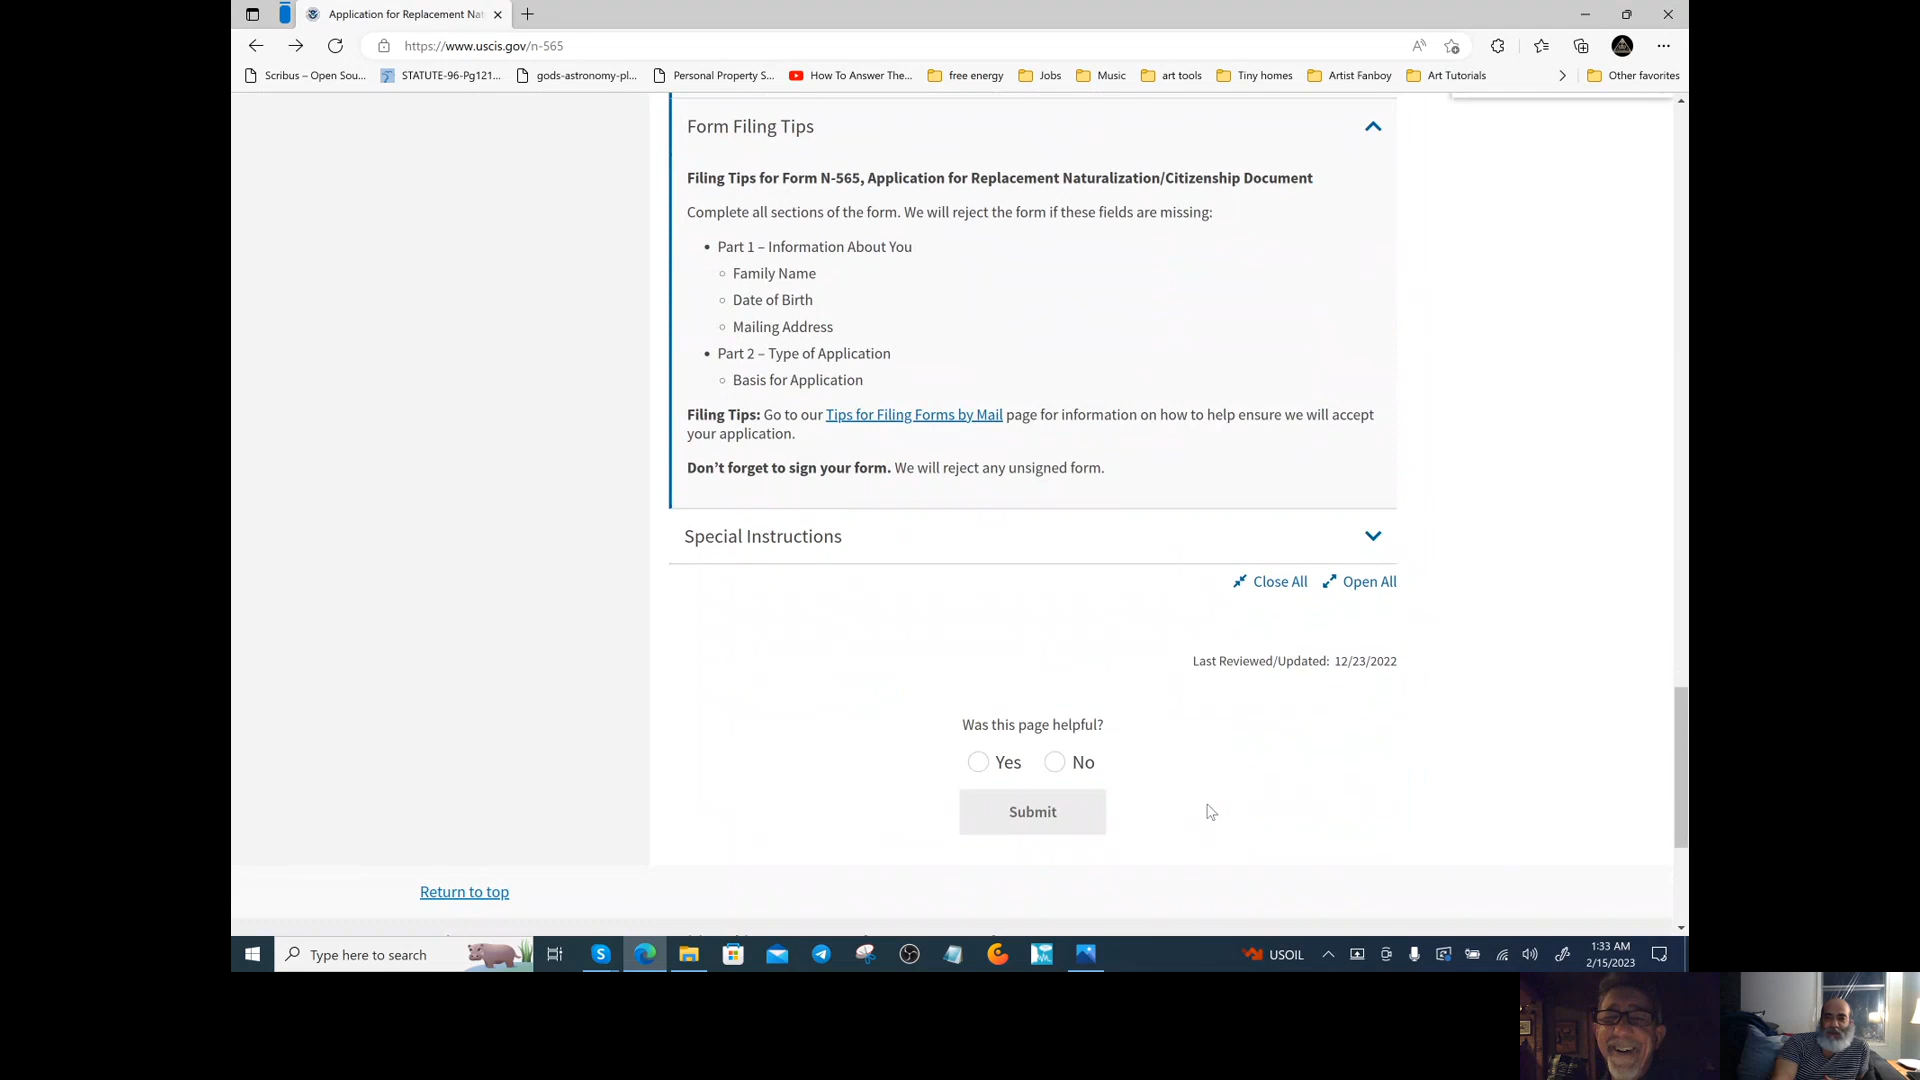 Application for Replacement Nat
https://www.uscis.gov/n-565
Scribus – Open Sou... STATUTE-96-Pg121... gods-astronomy-pl... Personal Property S... How To Answer The... free energy Jobs Music art tools Tiny homes Artist Fanboy Art Tutorials Other favorites
Form Filing Tips
Filing Tips for Form N-565, Application for Replacement Naturalization/Citizenship Document
Complete all sections of the form. We will reject the form if these fields are missing:
• Part 1 – Information About You
○ Family Name
○ Date of Birth
○ Mailing Address
• Part 2 – Type of Application
○ Basis for Application
Filing Tips: Go to our Tips for Filing Forms by Mail page for information on how to help ensure we will accept
your application.
Don’t forget to sign your form. We will reject any unsigned form.
Special Instructions
Close All Open All
Last Reviewed/Updated: 12/23/2022
Was this page helpful?
Yes No
Submit
Return to top
Type here to search
USOIL
1:33 AM
2/15/2023